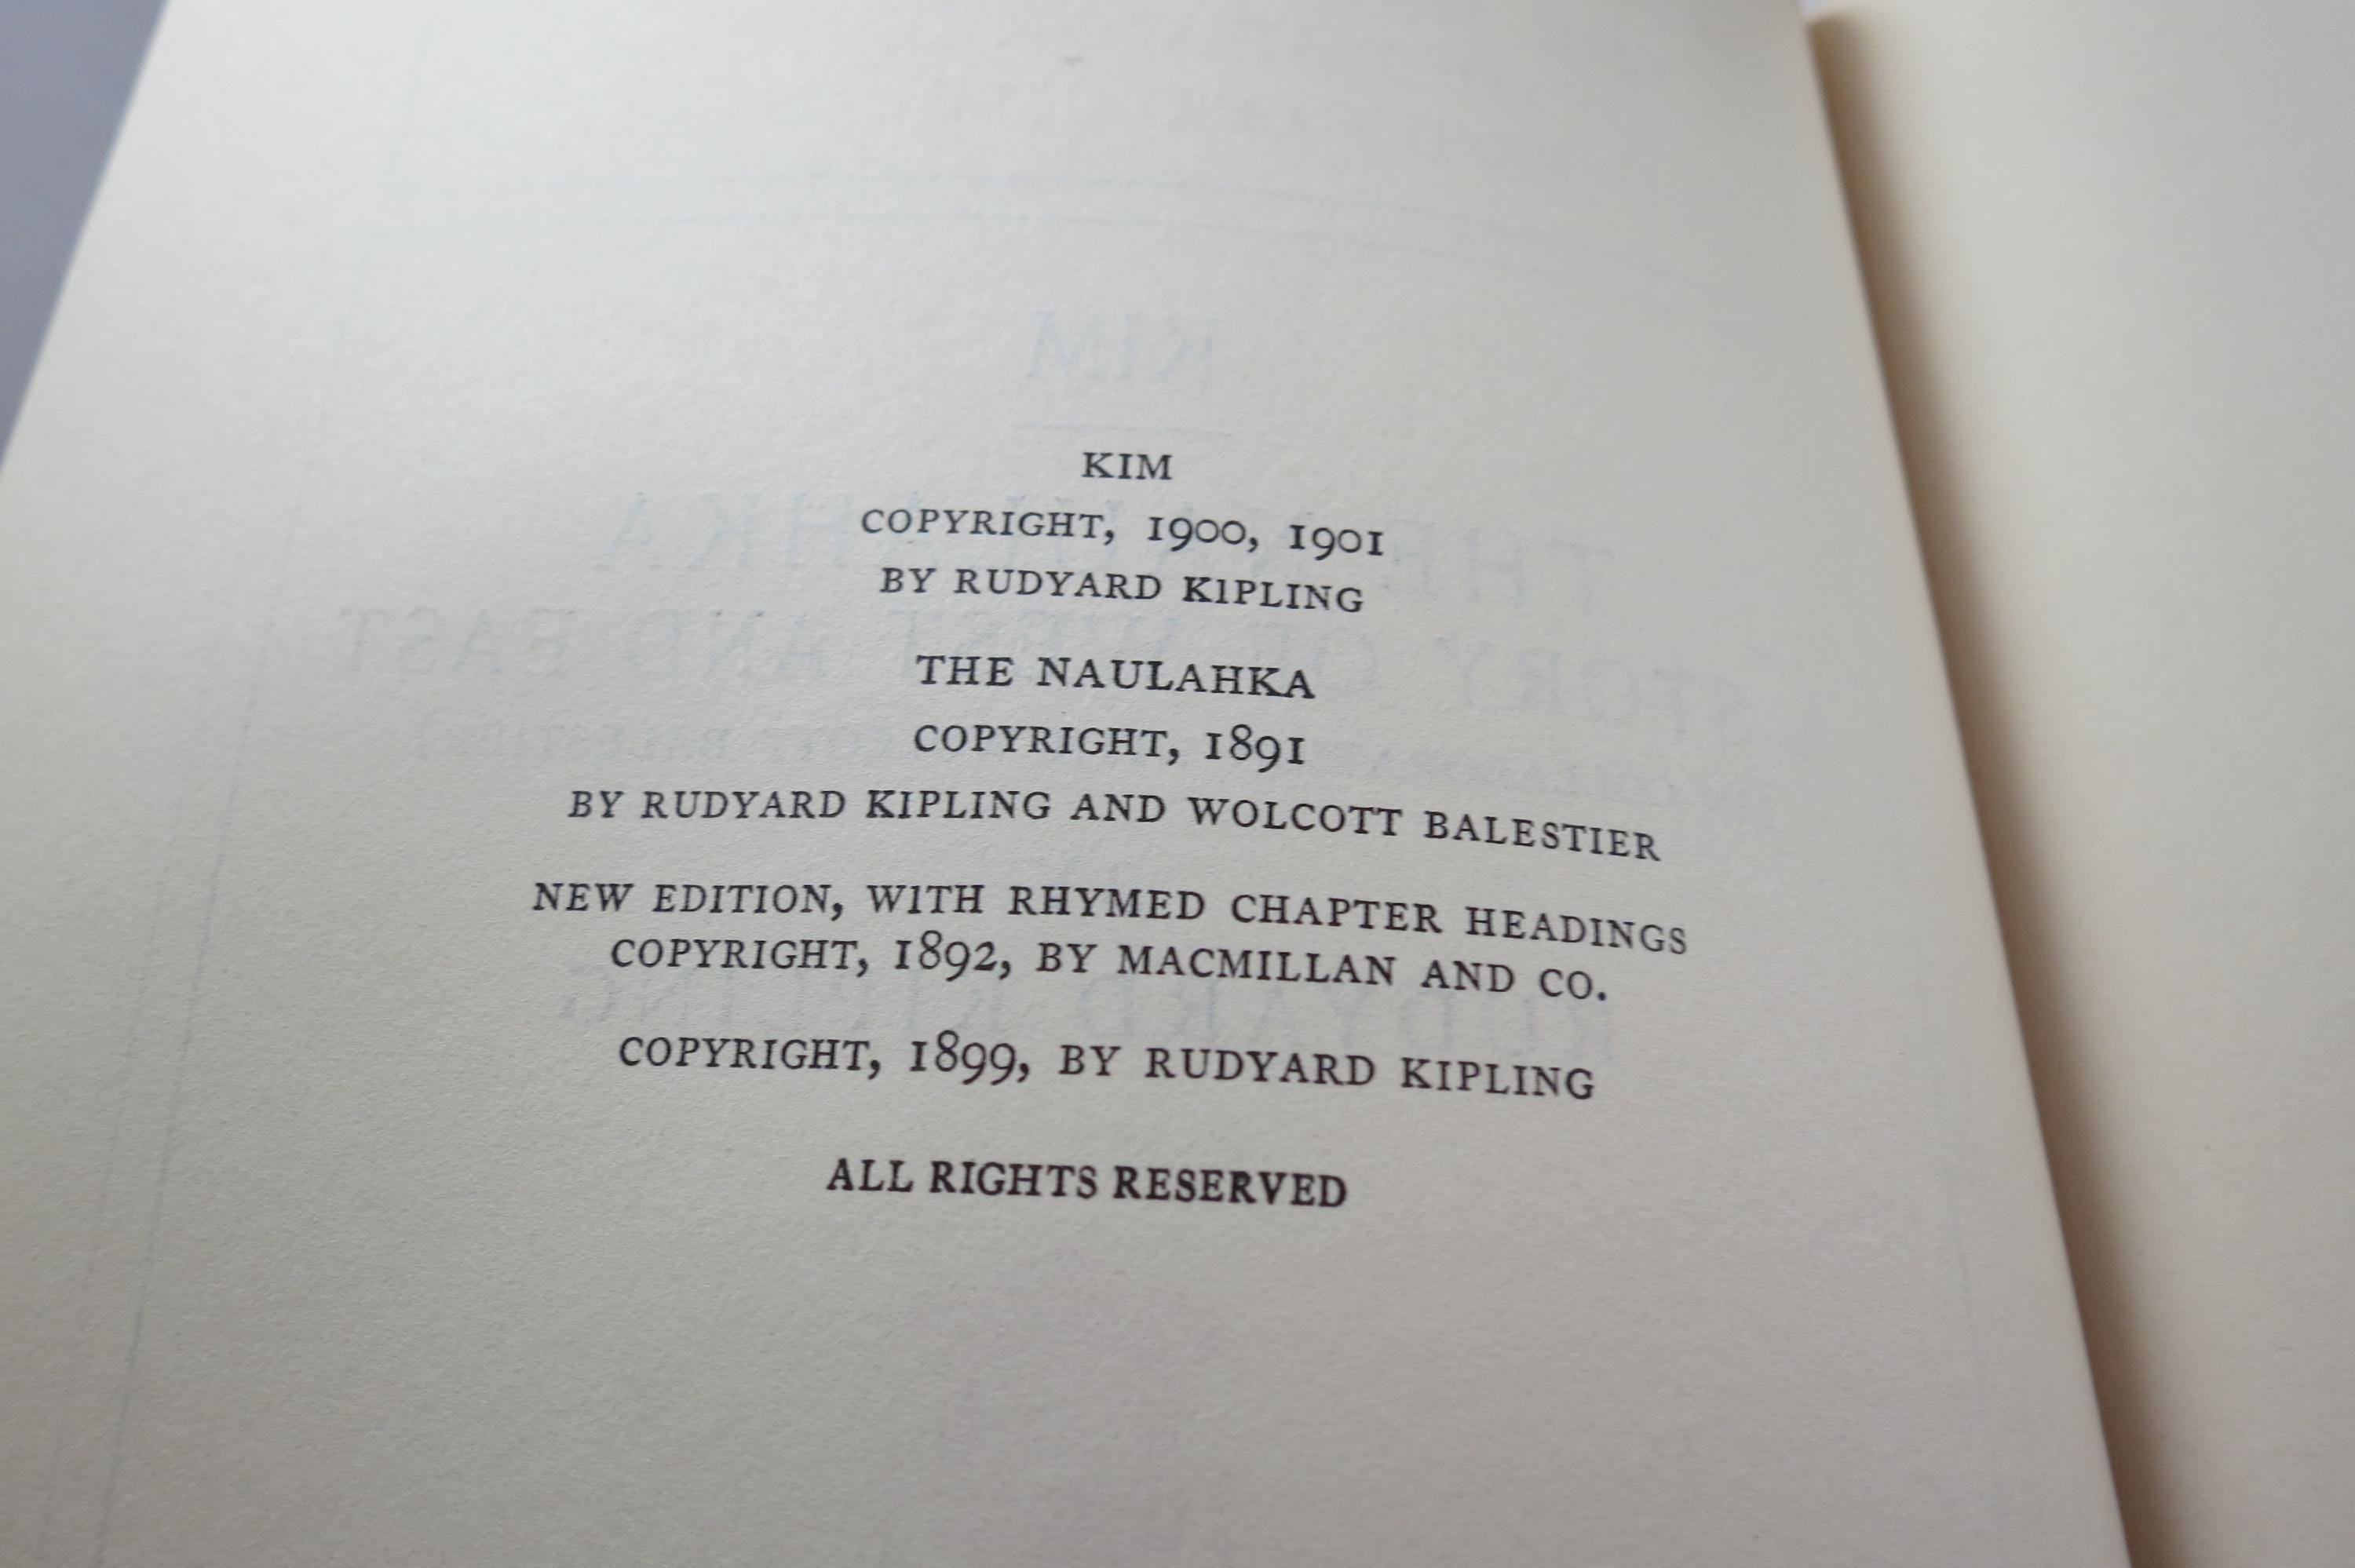 KIM
COPYRIGHT, 1900, 1901
BY RUDYARD KIPLING
THE NAULAHKA
COPYRIGHT, 1891
BY RUDYARD KIPLING AND WOLCOTT BALESTIER
NEW EDITION, WITH RHYMED CHAPTER HEADINGS
COPYRIGHT, 1892, BY MACMILLAN AND CO.
COPYRIGHT, 1899, BY RUDYARD KIPLING
ALL RIGHTS RESERVED